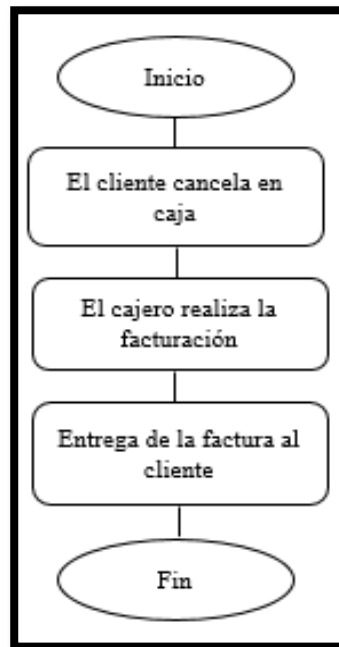 Inicio
El cliente cancela en
caja
El cajero realiza la
facturación
Entrega de la factura al
cliente
Fin